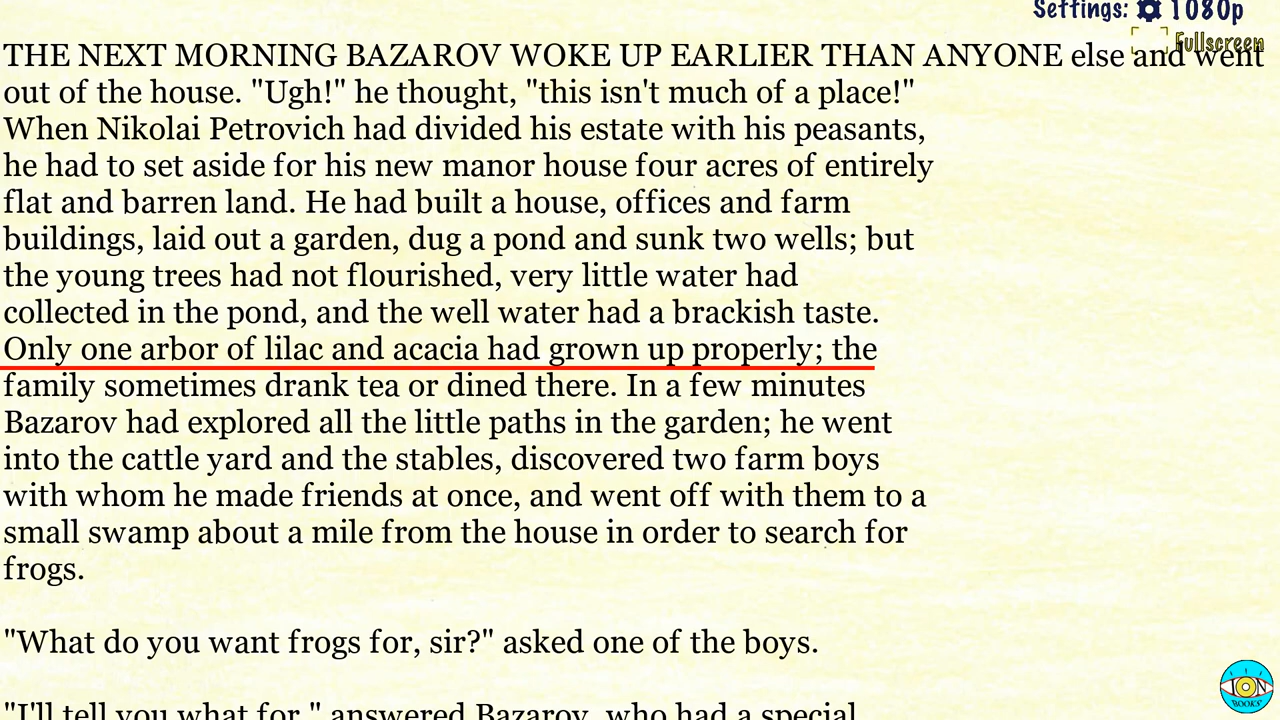 Settings: 1080p
Fullscreen
THE NEXT MORNING BAZAROV WOKE UP EARLIER THAN ANYONE else and went
out of the house. "Ugh!" he thought, "this isn't much of a place!"
When Nikolai Petrovich had divided his estate with his peasants,
he had to set aside for his new manor house four acres of entirely
flat and barren land. He had built a house, offices and farm
buildings, laid out a garden, dug a pond and sunk two wells; but
the young trees had not flourished, very little water had
collected in the pond, and the well water had a brackish taste.
Only one arbor of lilac and acacia had grown up properly; the
family sometimes drank tea or dined there. In a few minutes
Bazarov had explored all the little paths in the garden; he went
into the cattle yard and the stables, discovered two farm boys
with whom he made friends at once, and went off with them to a
small swamp about a mile from the house in order to search for
frogs.
"What do you want frogs for, sir?" asked one of the boys.
"I'll tell you what for," answered Bazarov, who had a special
ION
BOOKS